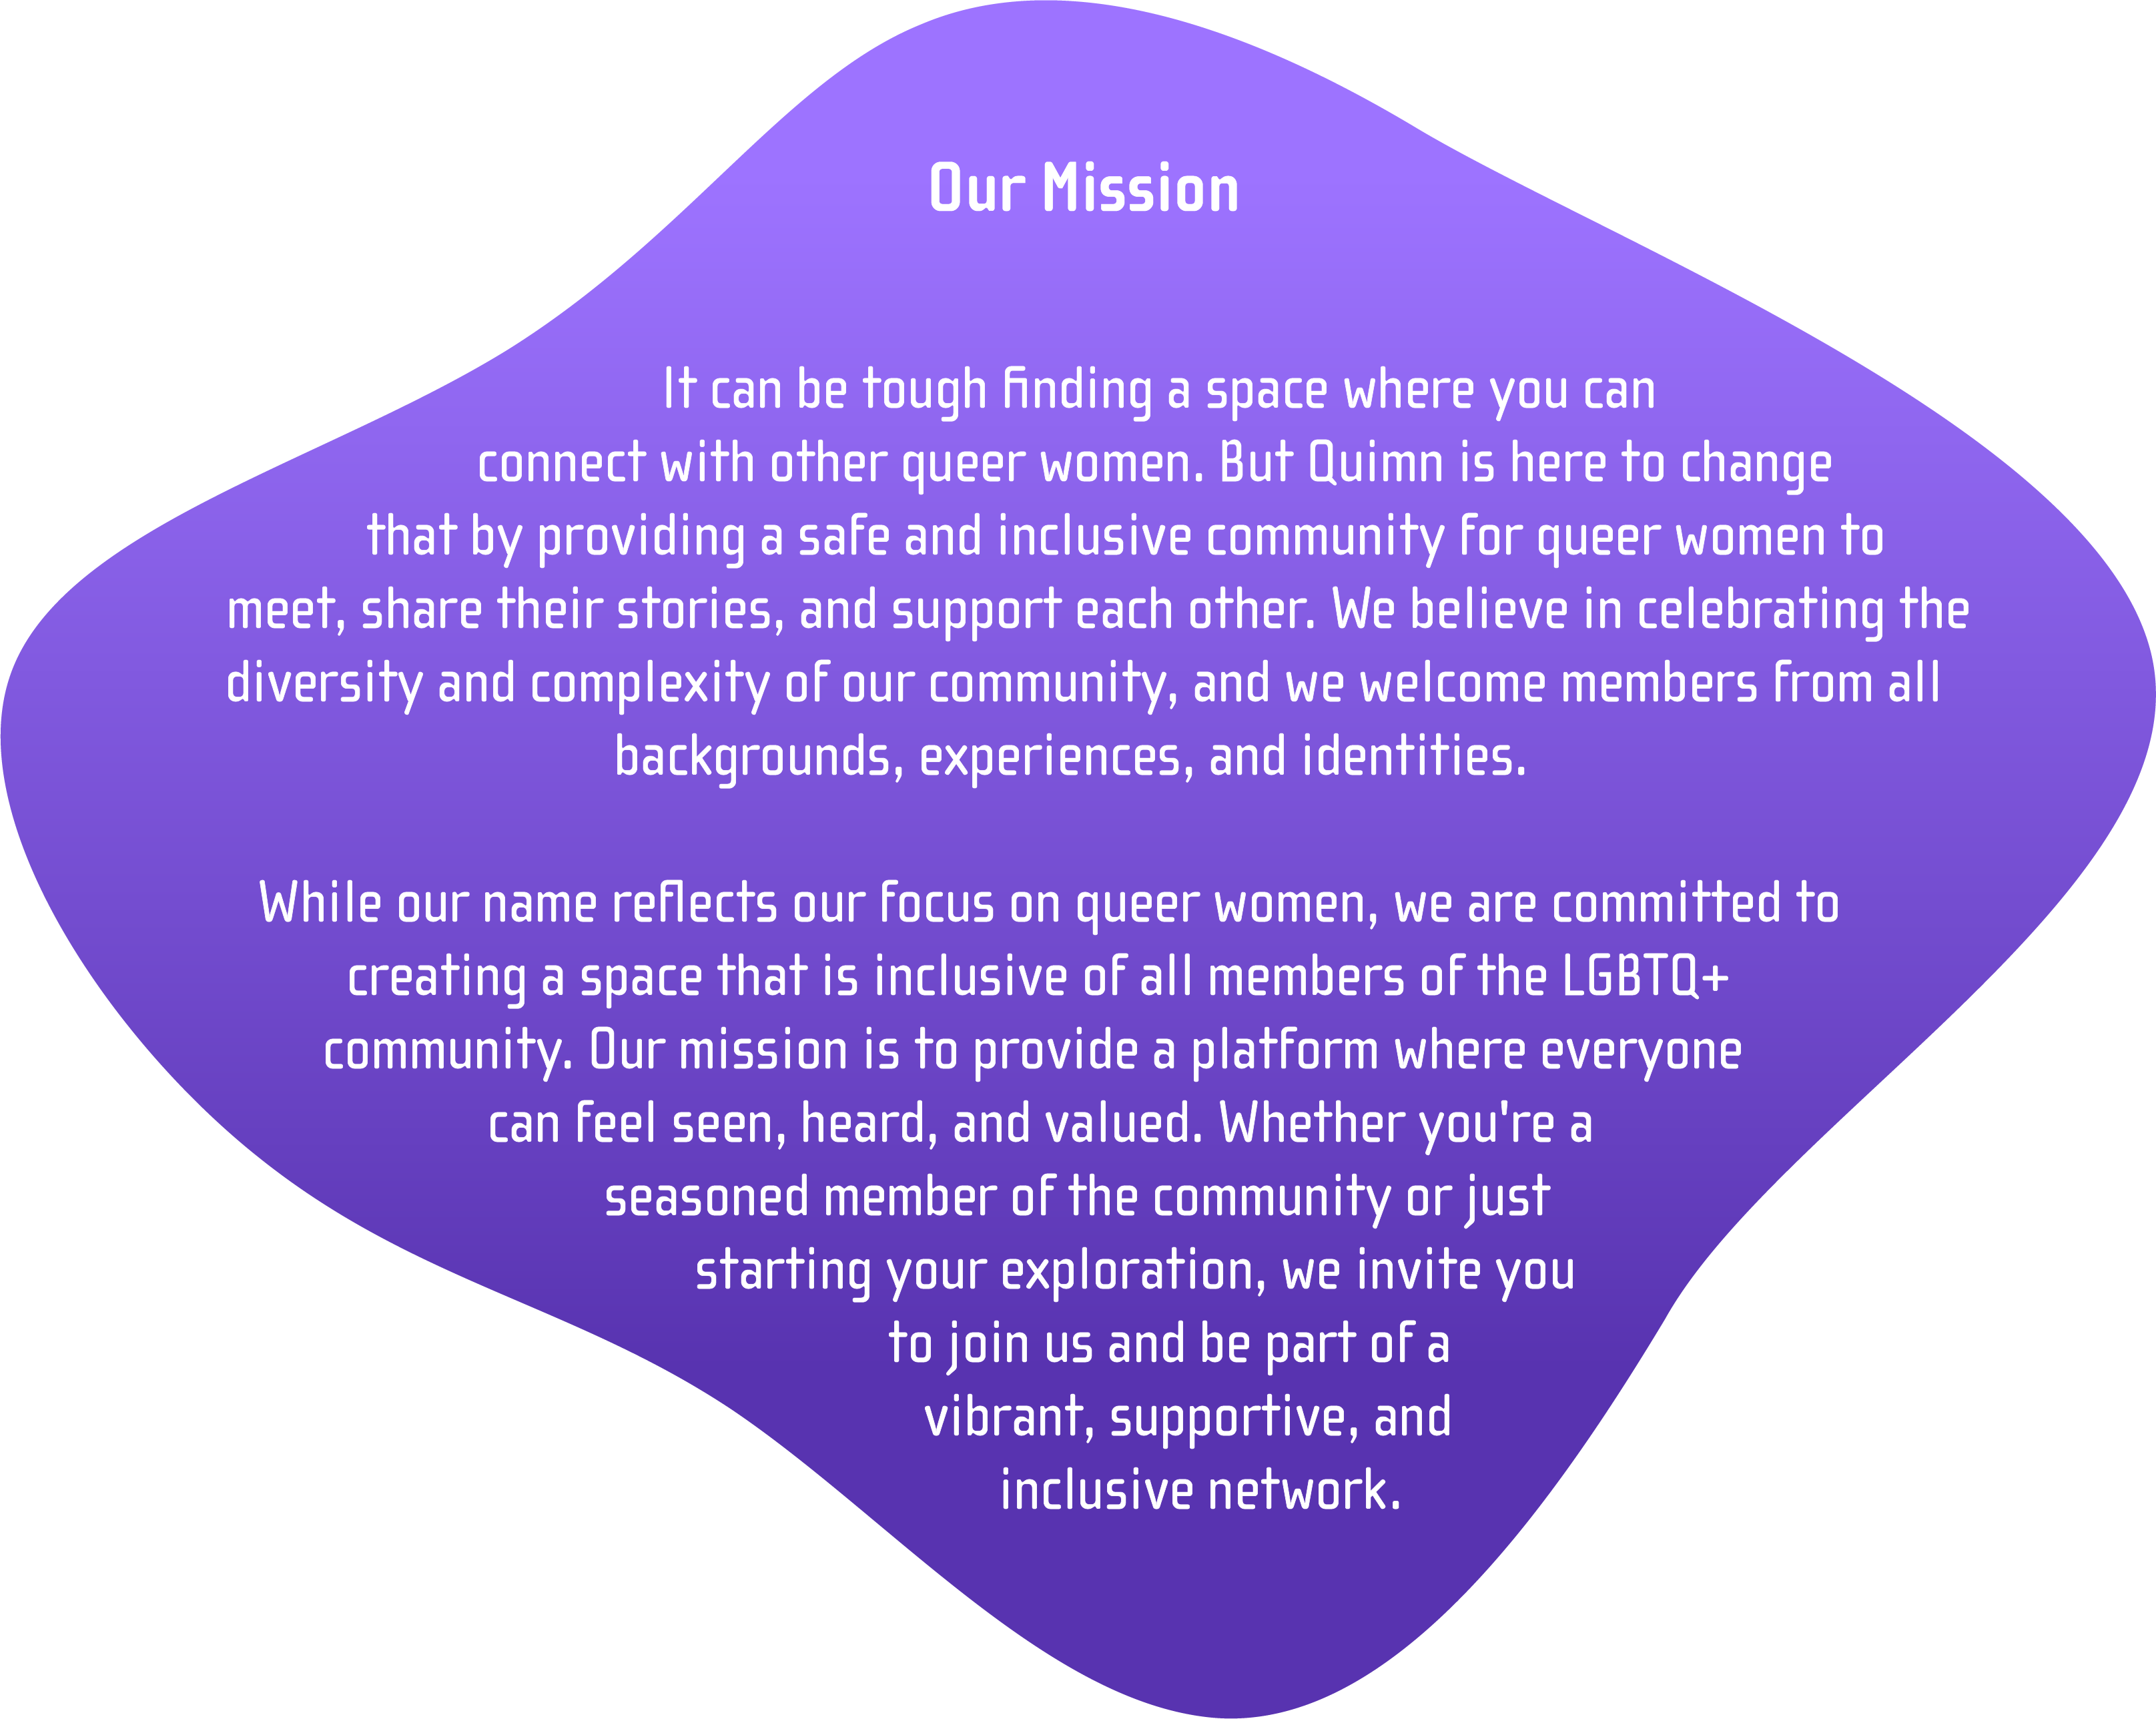 Our Mission
It can be tough finding a space where you can
connect with other queer women. But Quimn is here to change
that by providing a safe and inclusive community for queer women to
meet, share their stories, and support each other. We believe in celebrating the
diversity and complexity of our community, and we welcome members from all
backgrounds, experiences, and identities.
While our name reflects our focus on queer women, we are committed to
creating a space that is inclusive of all members of the LGBTQ+
community. Our mission is to provide a platform where everyone
can feel seen, heard, and valued. Whether you're a
seasoned member of the community or just
starting your exploration, we invite you
to join us and be part of a
vibrant, supportive, and
inclusive network.